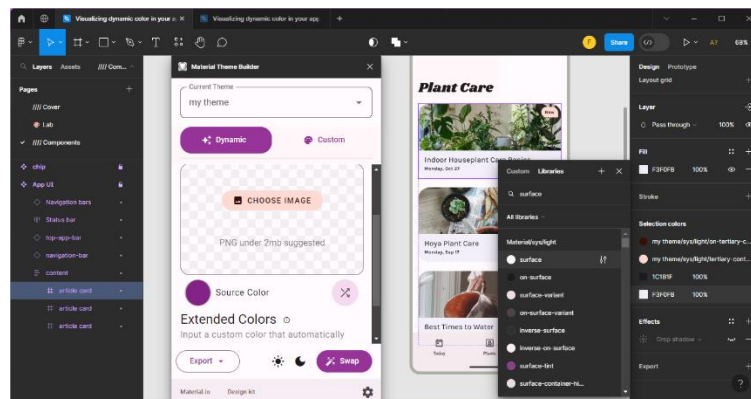 Visualizing dynamic color in your a
Visualizing dynamic color in your app
Share
A?
68%
Layers
Assets
//// Con...
Pages
//// Cover
Lab
//// Components
chip
App UI
Navigation bars
Status bar
top-app-bar
navigation-bar
content
article card
article card
article card
Material Theme Builder
Current Theme
my theme
Dynamic
Custom
CHOOSE IMAGE
PNG under 2mb suggested
Source Color
Extended Colors
Input a custom color that automatically
Export
Swap
Material.io
Design kit
Plant Care
New
Indoor Houseplant Care Basics
Monday, Oct 27
Hoya Plant Care
Monday, Sep 17
Best Times to Water
Today
Plants
Custom
Libraries
surface
All libraries
Material/sys/light
surface
on-surface
surface-variant
on-surface-variant
inverse-surface
inverse-on-surface
surface-tint
surface-container-hi...
Design
Prototype
Layout grid
Layer
Pass through
100%
Fill
F3F0FB
100%
Stroke
Selection colors
my theme/sys/light/on-tertiary-c...
my theme/sys/light/tertiary-cont...
1C1B1F
100%
F3F0FB
100%
Effects
Drop shadow
Export
?